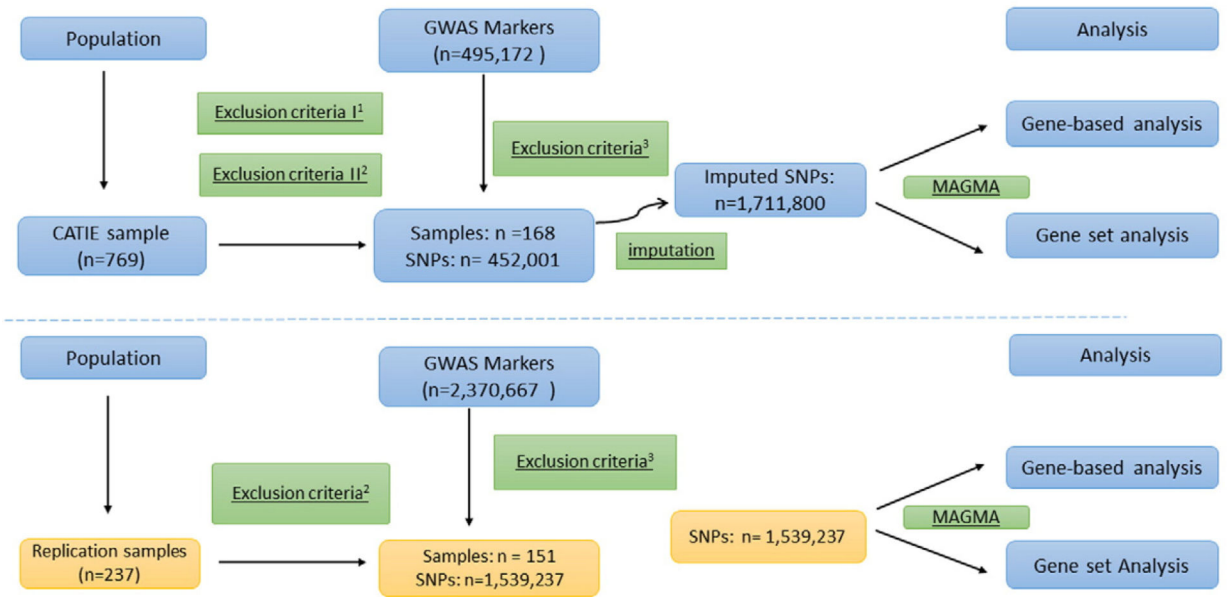 Population
GWAS Markers
(n=495,172 )
Analysis
Exclusion criteria I¹
Exclusion criteria II²
Exclusion criteria³
Gene-based analysis
Imputed SNPs:
n=1,711,800
MAGMA
CATIE sample
(n=769)
Samples: n =168
SNPs: n= 452,001
imputation
Gene set analysis
Population
GWAS Markers
(n=2,370,667 )
Analysis
Exclusion criteria²
Exclusion criteria³
Gene-based analysis
SNPs: n= 1,539,237
MAGMA
Replication samples
(n=237)
Samples: n = 151
SNPs: n=1,539,237
Gene set Analysis